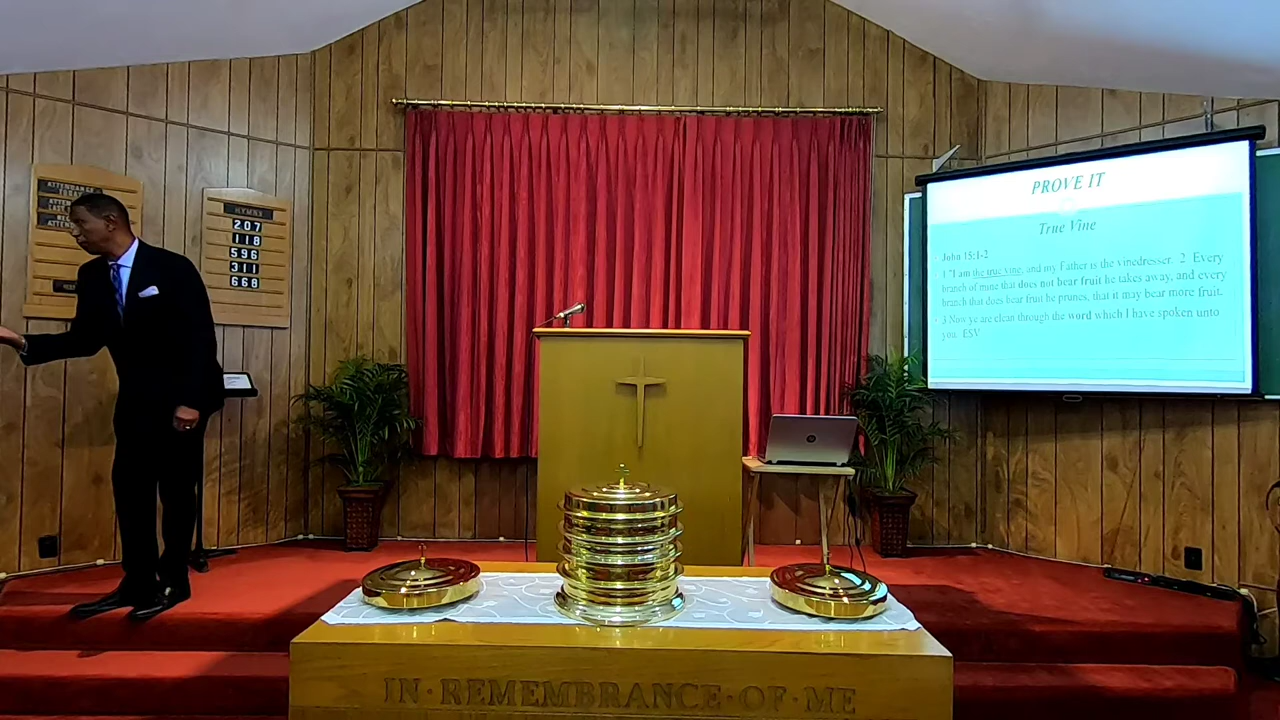 ATTENDANCE
TODAY
HYMNS
207
118
596
311
668
PROVE IT
True Vine
John 15:1-2
1 "I am the true vine, and my Father is the vinedresser. 2 Every
branch of mine that does not bear fruit he takes away, and every
branch that does bear fruit he prunes, that it may bear more fruit.
3 Now ye are clean through the word which I have spoken unto
you. ESV
hp
IN·REMEMBRANCE·OF·ME